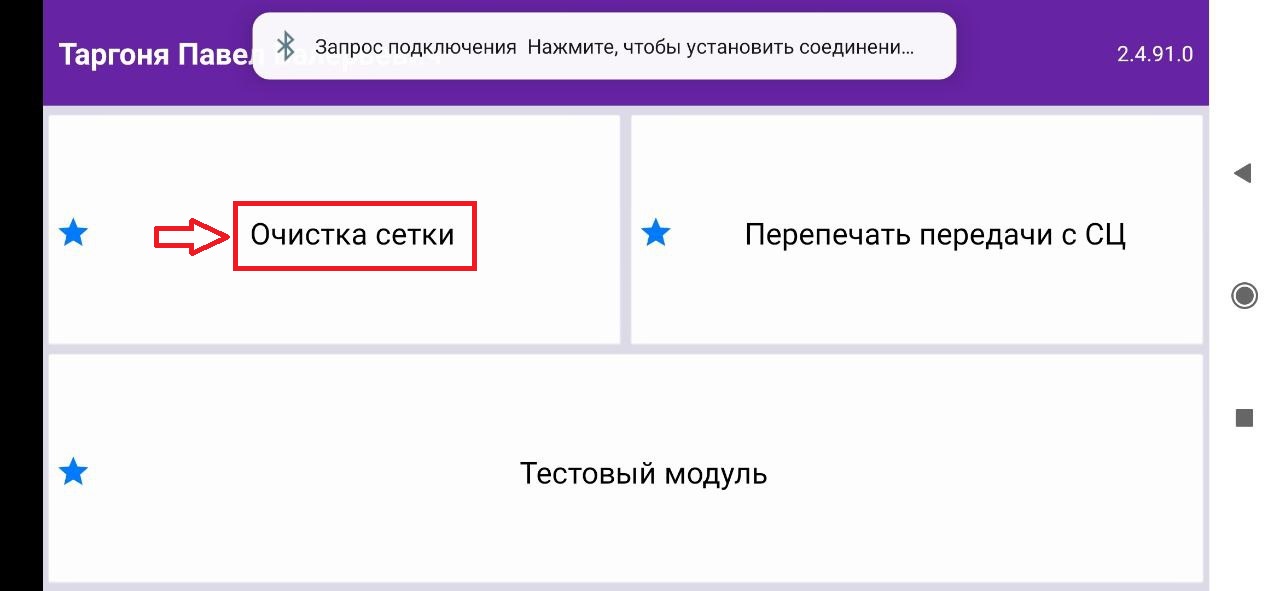 Таргоня Павел
Запрос подключения Нажмите, чтобы установить соединени...
2.4.91.0
Очистка сетки
Перепечать передачи с СЦ
Тестовый модуль